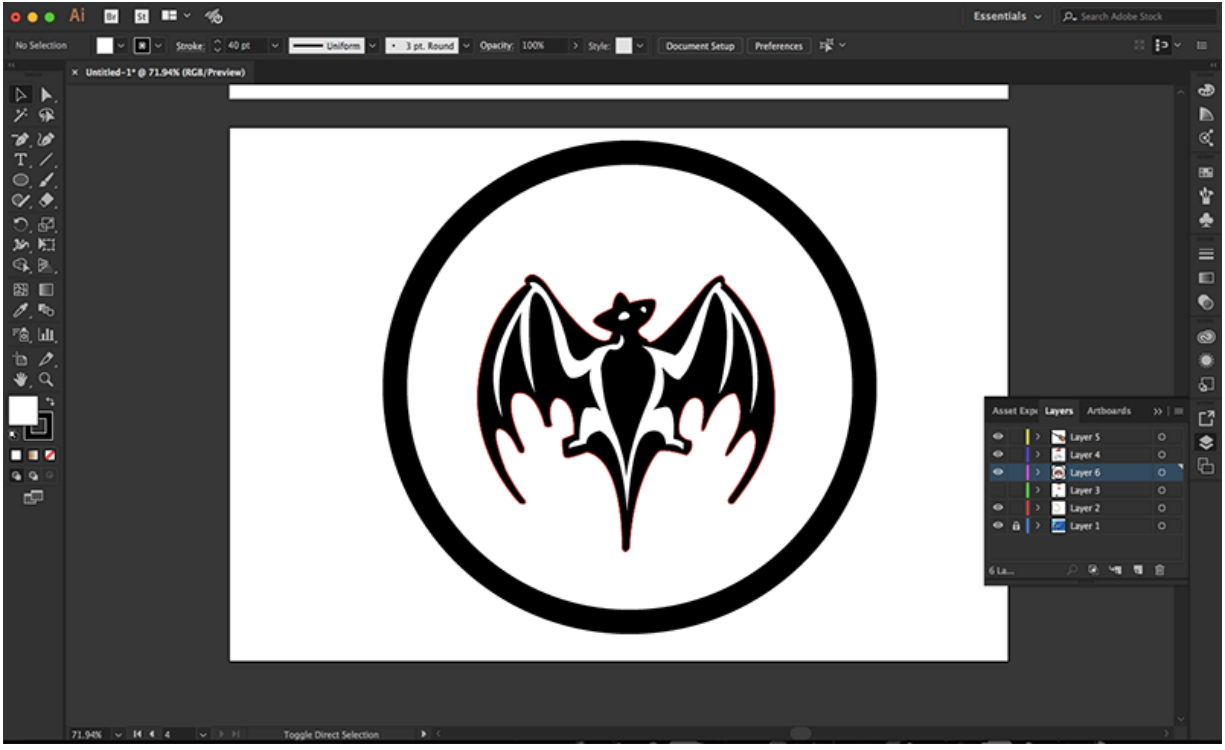 Ai Br St Essentials Search Adobe Stock
No Selection Stroke: 40 pt Uniform 3 pt. Round Opacity: 100% Style: Document Setup Preferences
× Untitled-1* @ 71.94% (RGB/Preview)
Asset Expo Layers Artboards
Layer 5
Layer 4
Layer 6
Layer 3
Layer 2
Layer 1
6 La...
71.94% 4 Toggle Direct Selection